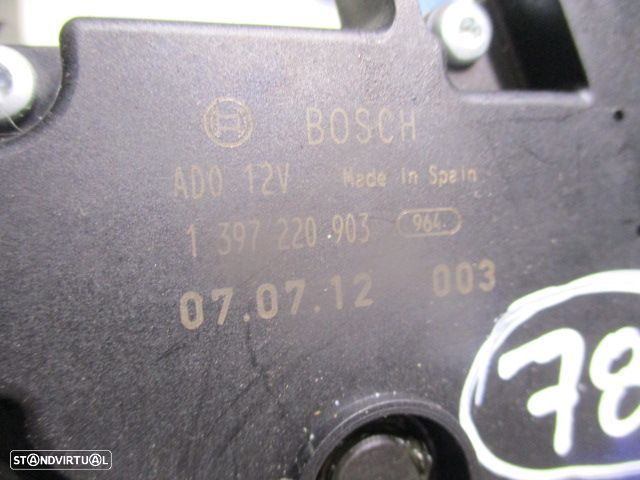 BOSCH
ADO 12V Made in Spain
1 397 220 903 964
07.07.12 003
78
STANDVIRTUAL